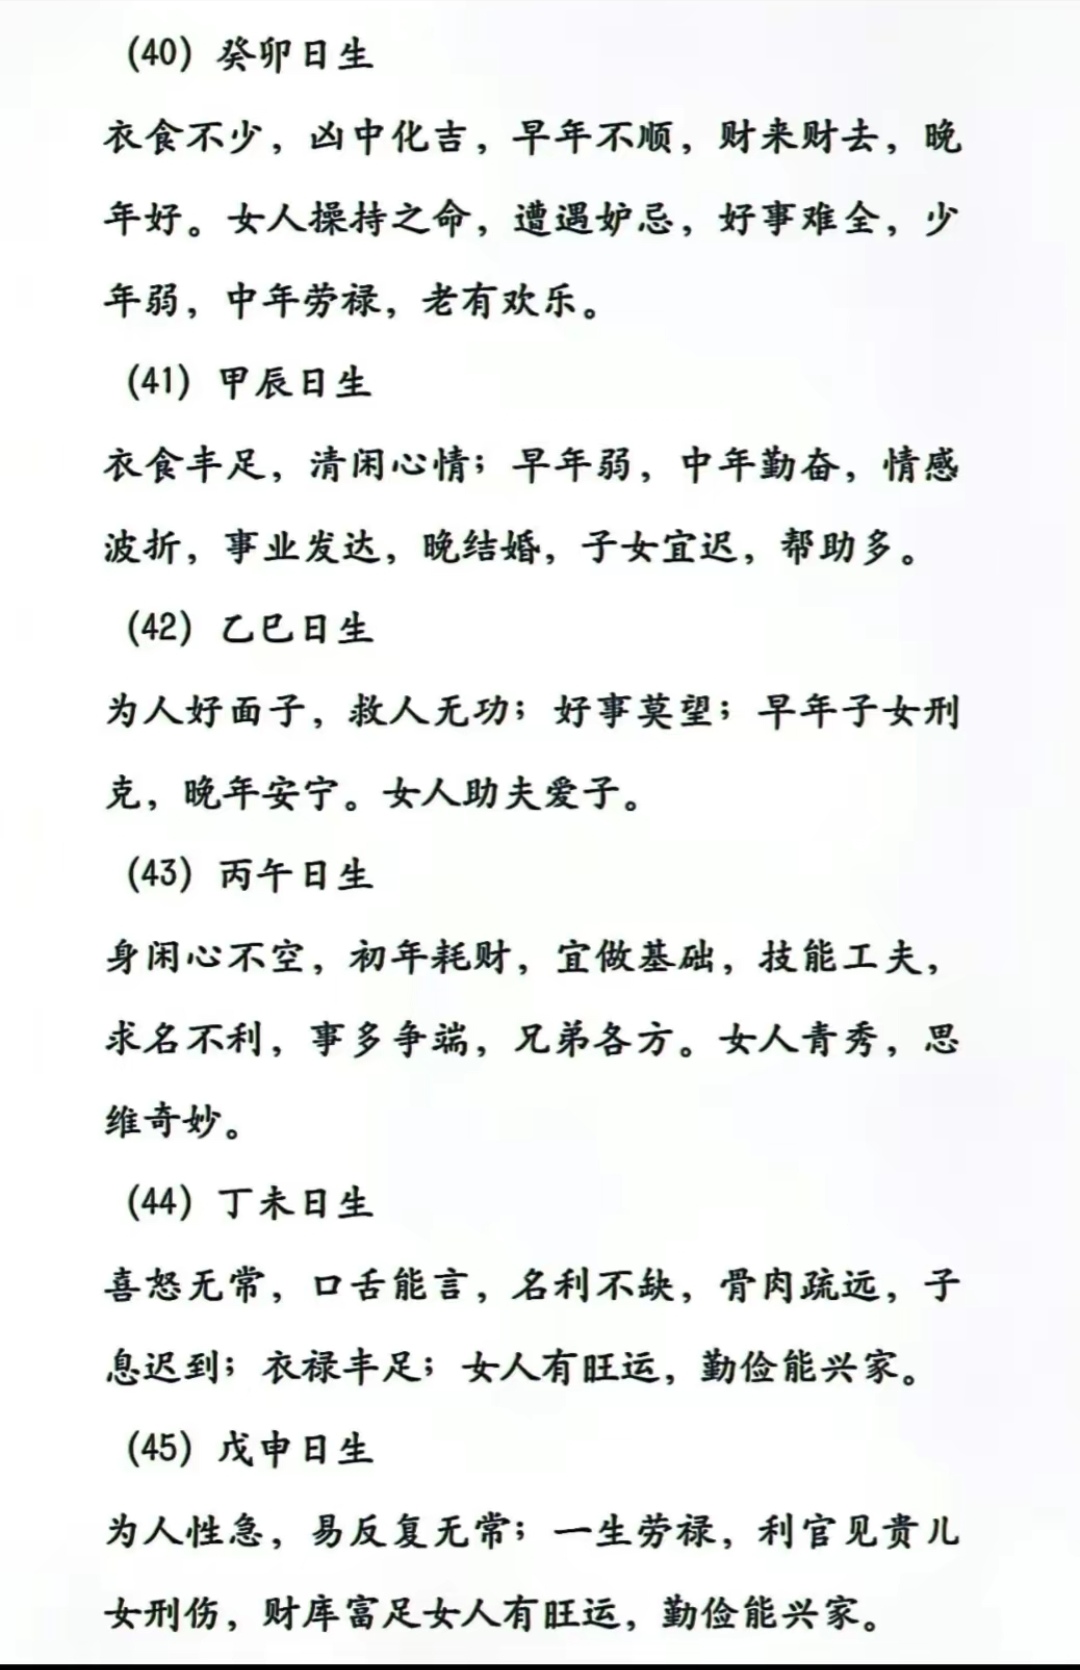 （40）癸卯日生
衣食不少，凶中化吉，早年不顺，财来财去，晚
年好。女人操持之命，遭遇妒忌，好事难全，少
年弱，中年劳禄，老有欢乐。
（41）甲辰日生
衣食丰足，清闲心情；早年弱，中年勤奋，情感
波折，事业发达，晚结婚，子女宜迟，帮助多。
（42）乙巳日生
为人好面子，救人无功；好事莫望；早年子女刑
克，晚年安宁。女人助夫爱子。
（43）丙午日生
身闲心不空，初年耗财，宜做基础，技能工夫，
求名不利，事多争端，兄弟各方。女人青秀，思
维奇妙。
（44）丁未日生
喜怒无常，口舌能言，名利不缺，骨肉疏远，子
息迟到；衣禄丰足；女人有旺运，勤俭能兴家。
（45）戊申日生
为人性急，易反复无常；一生劳禄，利官见贵儿
女刑伤，财库富足女人有旺运，勤俭能兴家。